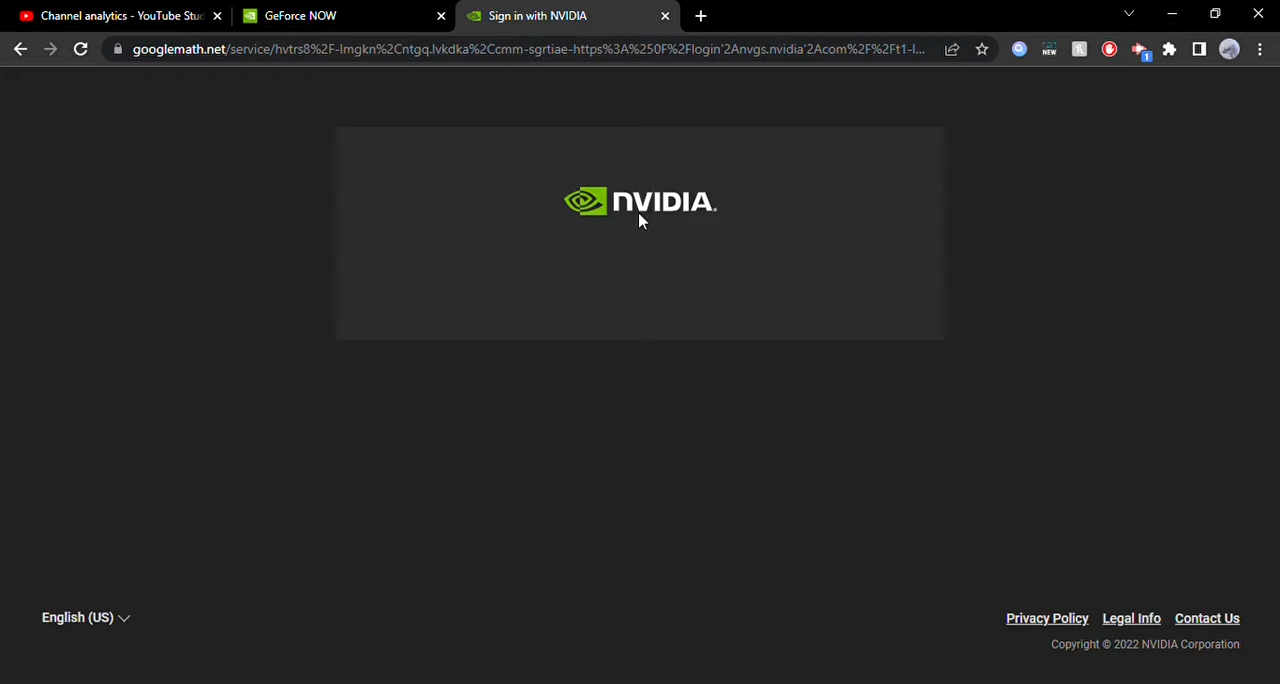 Channel analytics - YouTube Stud
GeForce NOW
Sign in with NVIDIA
googlemath.net/service/hvtrs8%2F-lmgkn%2Cntgq.lvkdka%2Ccmm-sgrtiae-https%3A%250F%2Flogin'2Anvgs.nvidia'2Acom%2F%2Ft1-l...
NEW
1
NVIDIA.
English (US)
Privacy Policy Legal Info Contact Us
Copyright © 2022 NVIDIA Corporation